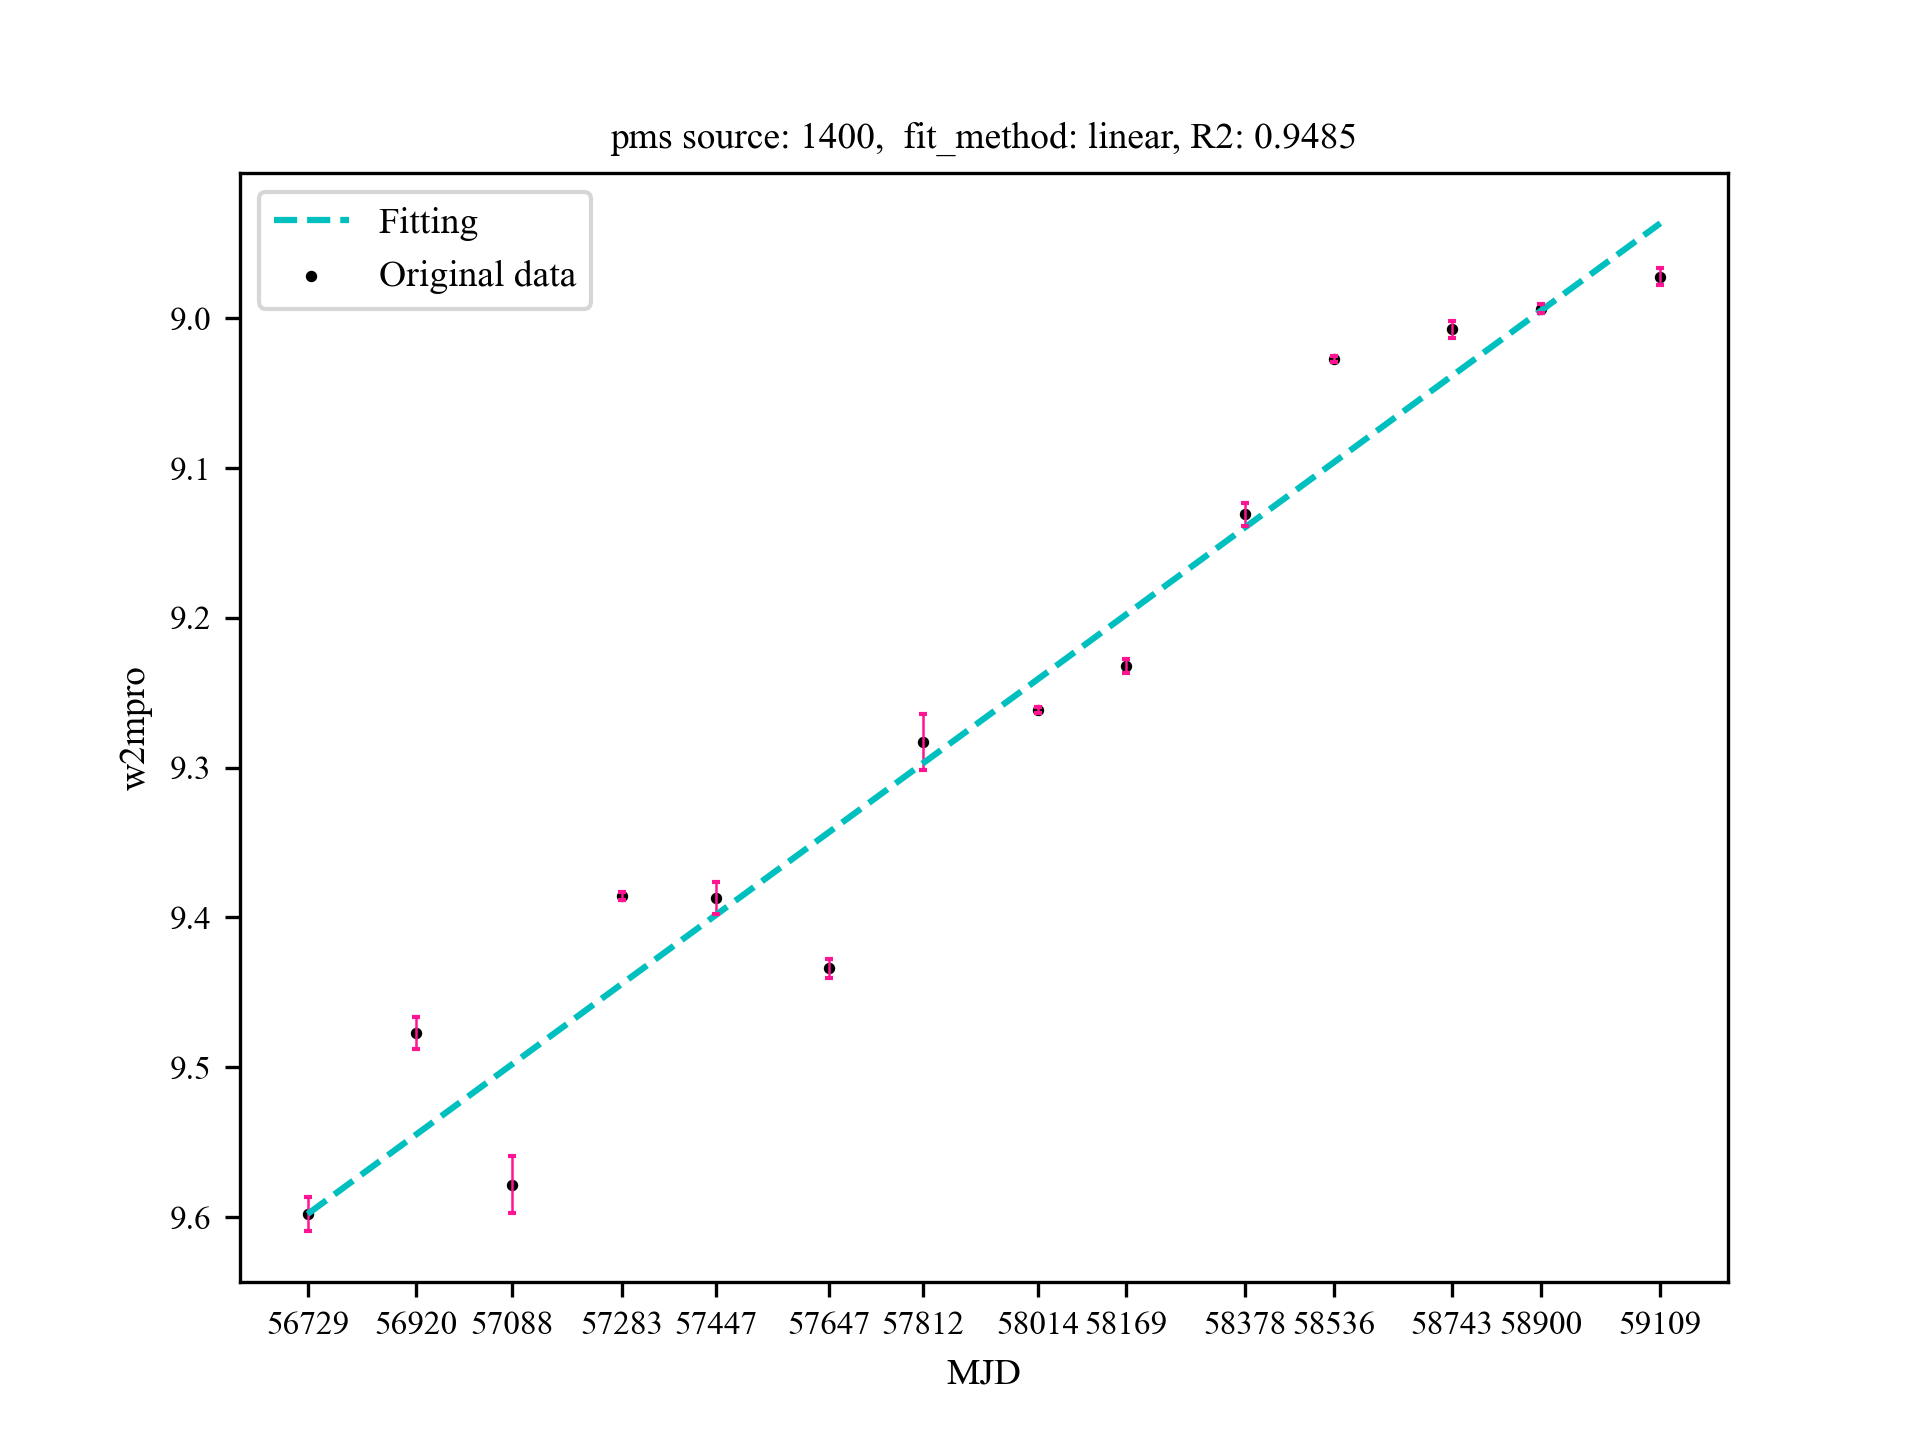 pms source: 1400,  fit_method: linear, R2: 0.9485
Fitting
Original data
9.0
9.1
9.2
9.3
9.4
9.5
9.6
w2mpro
56729 56920 57088 57283 57447 57647 57812 58014 58169 58378 58536 58743 58900 59109
MJD